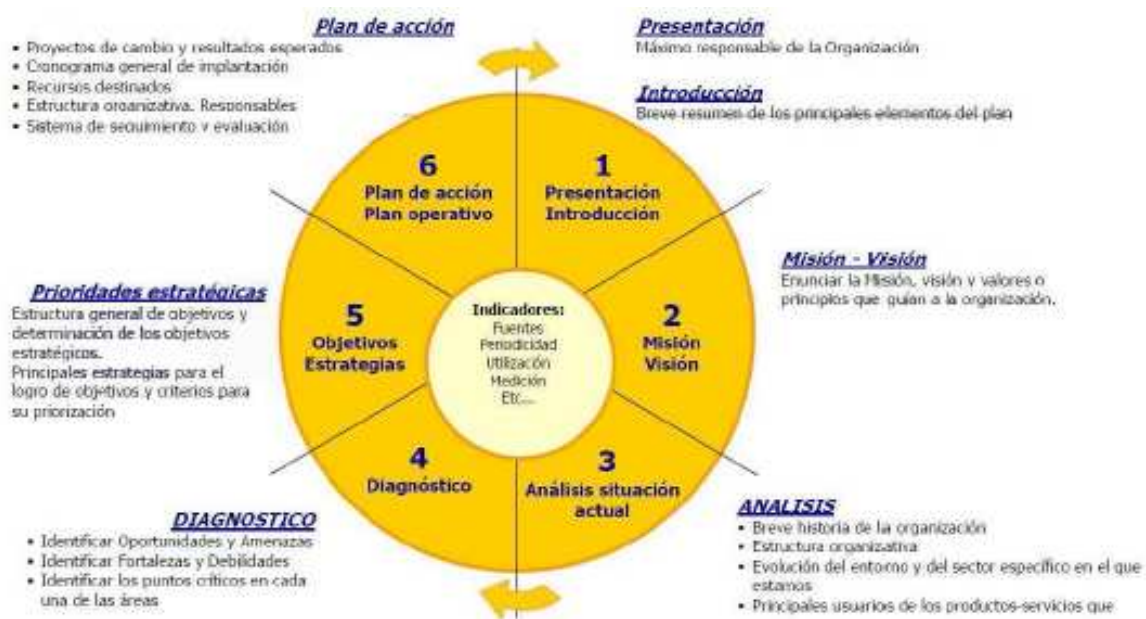 Plan de acción
• Proyectos de cambio y resultados esperados
• Cronograma general de implantación
• Recursos destinados
• Estructura organizativa. Responsables
• Sistema de seguimiento y evaluación
Presentación
Máximo responsable de la Organización
Introducción
Breve resumen de los principales elementos del plan
6
Plan de acción
Plan operativo
1
Presentación
Introducción
Misión - Visión
Enunciar la Misión, visión y valores o
principios que guían a la organización.
Prioridades estratégicas
Estructura general de objetivos y
determinación de los objetivos
estratégicos.
Principales estrategias para el
logro de objetivos y criterios para
su priorización
5
Objetivos
Estrategias
Indicadores:
Fuentes
Periodicidad
Utilización
Medición
Etc...
2
Misión
Visión
4
Diagnóstico
3
Análisis situación
actual
DIAGNOSTICO
• Identificar Oportunidades y Amenazas
• Identificar Fortalezas y Debilidades
• Identificar los puntos críticos en cada
una de las áreas
ANALISIS
• Breve historia de la organización
• Estructura organizativa
• Evolución del entorno y del sector específico en el que
estamos
• Principales usuarios de los productos-servicios que